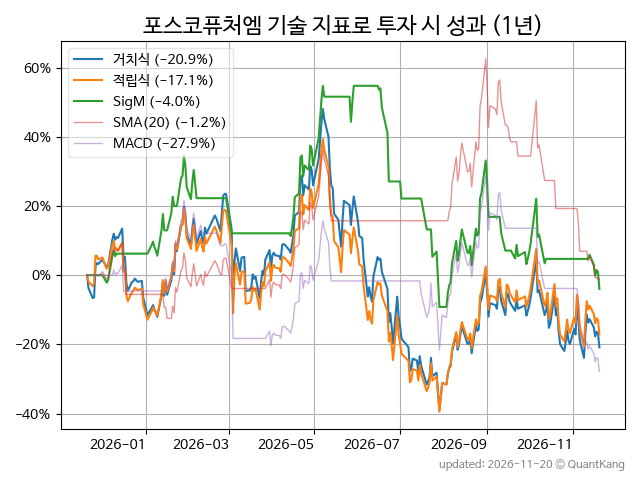 포스코퓨처엠 기술 지표로 투자 시 성과 (1년)
거치식 (−20.9%)
적립식 (−17.1%)
SigM (−4.0%)
SMA(20) (−1.2%)
MACD (−27.9%)
60%
40%
20%
0%
−20%
−40%
2026-01
2026-03
2026-05
2026-07
2026-09
2026-11
updated: 2026-11-20 © QuantKang